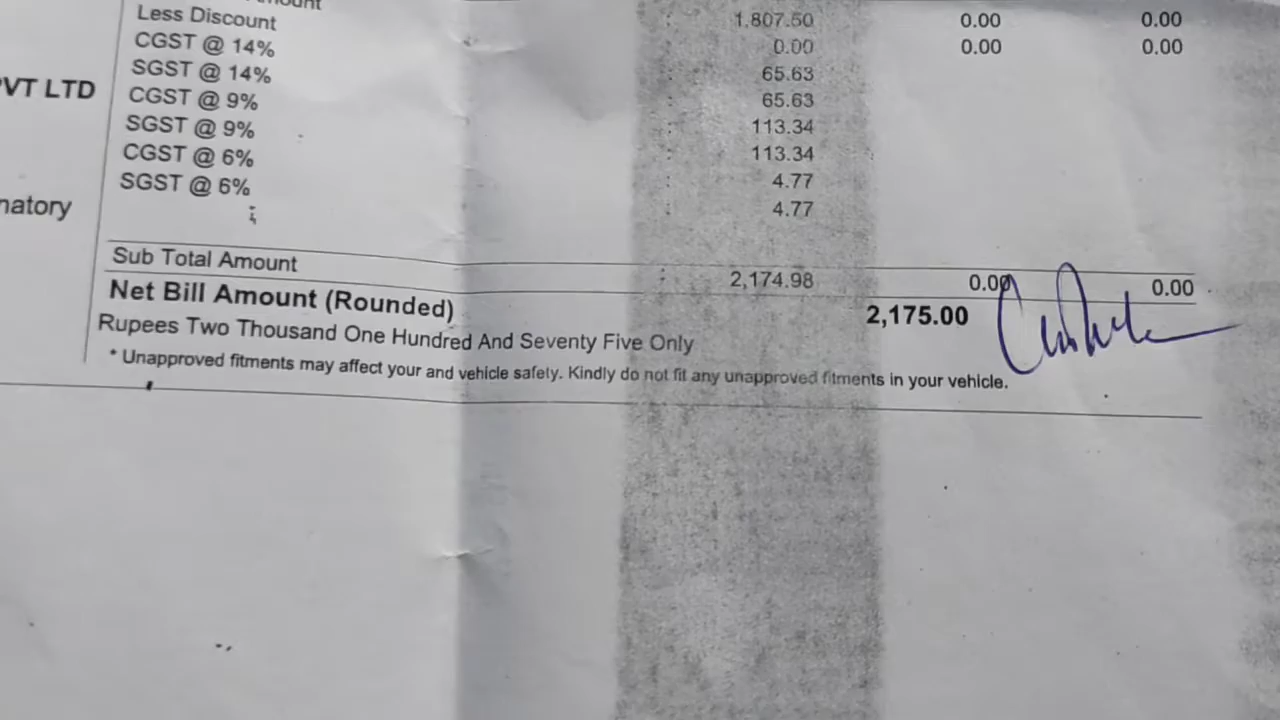 Less Discount : 1,807.50 0.00 0.00
CGST @ 14% 0.00 0.00 0.00
SGST @ 14% : 65.63
PVT LTD CGST @ 9% : 65.63
SGST @ 9% : 113.34
CGST @ 6% : 113.34
SGST @ 6% : 4.77
: 4.77
Sub Total Amount : 2,174.98 0.00 0.00
Net Bill Amount (Rounded) 2,175.00
Rupees Two Thousand One Hundred And Seventy Five Only
* Unapproved fitments may affect your and vehicle safety. Kindly do not fit any unapproved fitments in your vehicle.